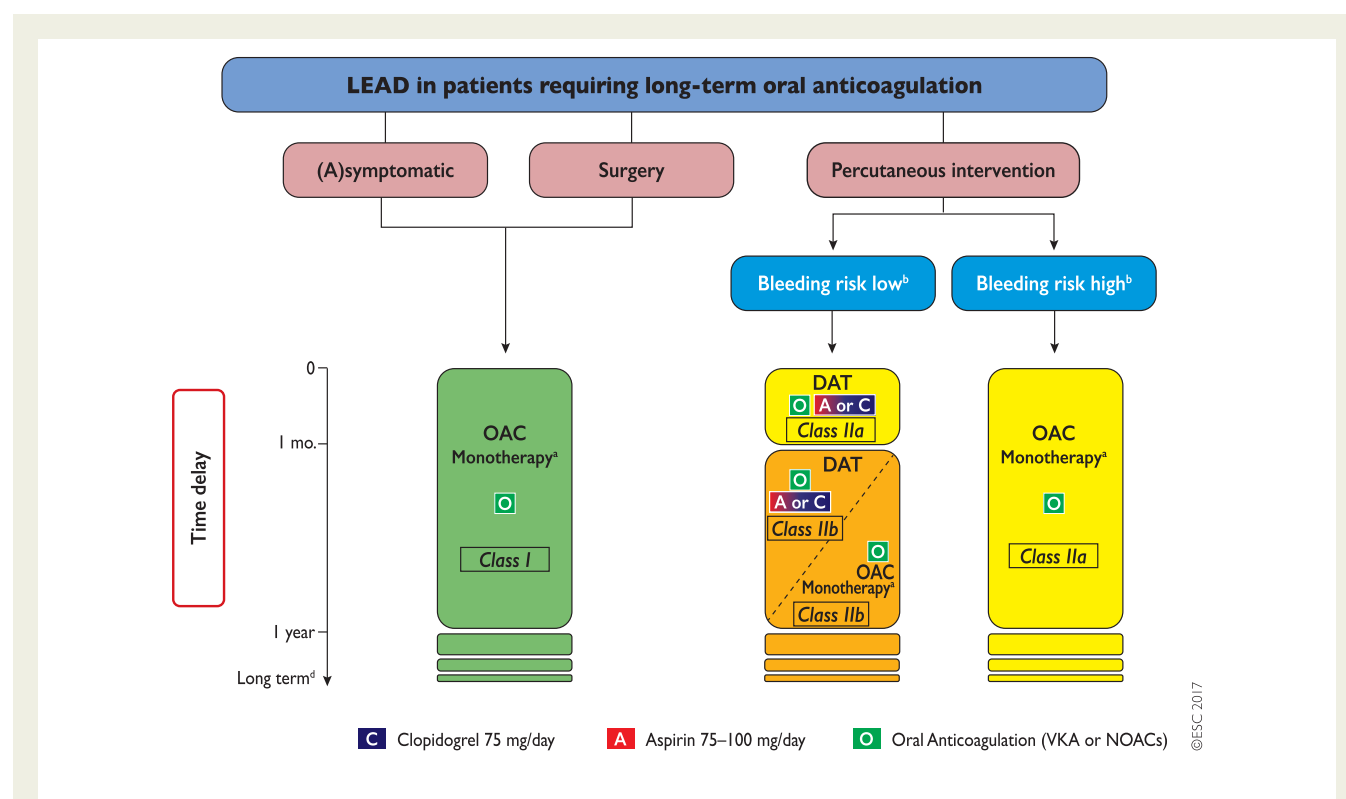 LEAD in patients requiring long-term oral anticoagulation
(A)symptomatic
Surgery
Percutaneous intervention
Bleeding risk lowᵇ
Bleeding risk highᵇ
Time delay
0
1 mo.
1 year
Long termᵈ
OAC
Monotherapyᵃ
O
Class I
DAT
O A or C
Class IIa
DAT
O
A or C
Class IIb
O
OAC
Monotherapyᵃ
Class IIb
OAC
Monotherapyᵃ
O
Class IIa
C Clopidogrel 75 mg/day
A Aspirin 75–100 mg/day
O Oral Anticoagulation (VKA or NOACs)
©ESC 2017